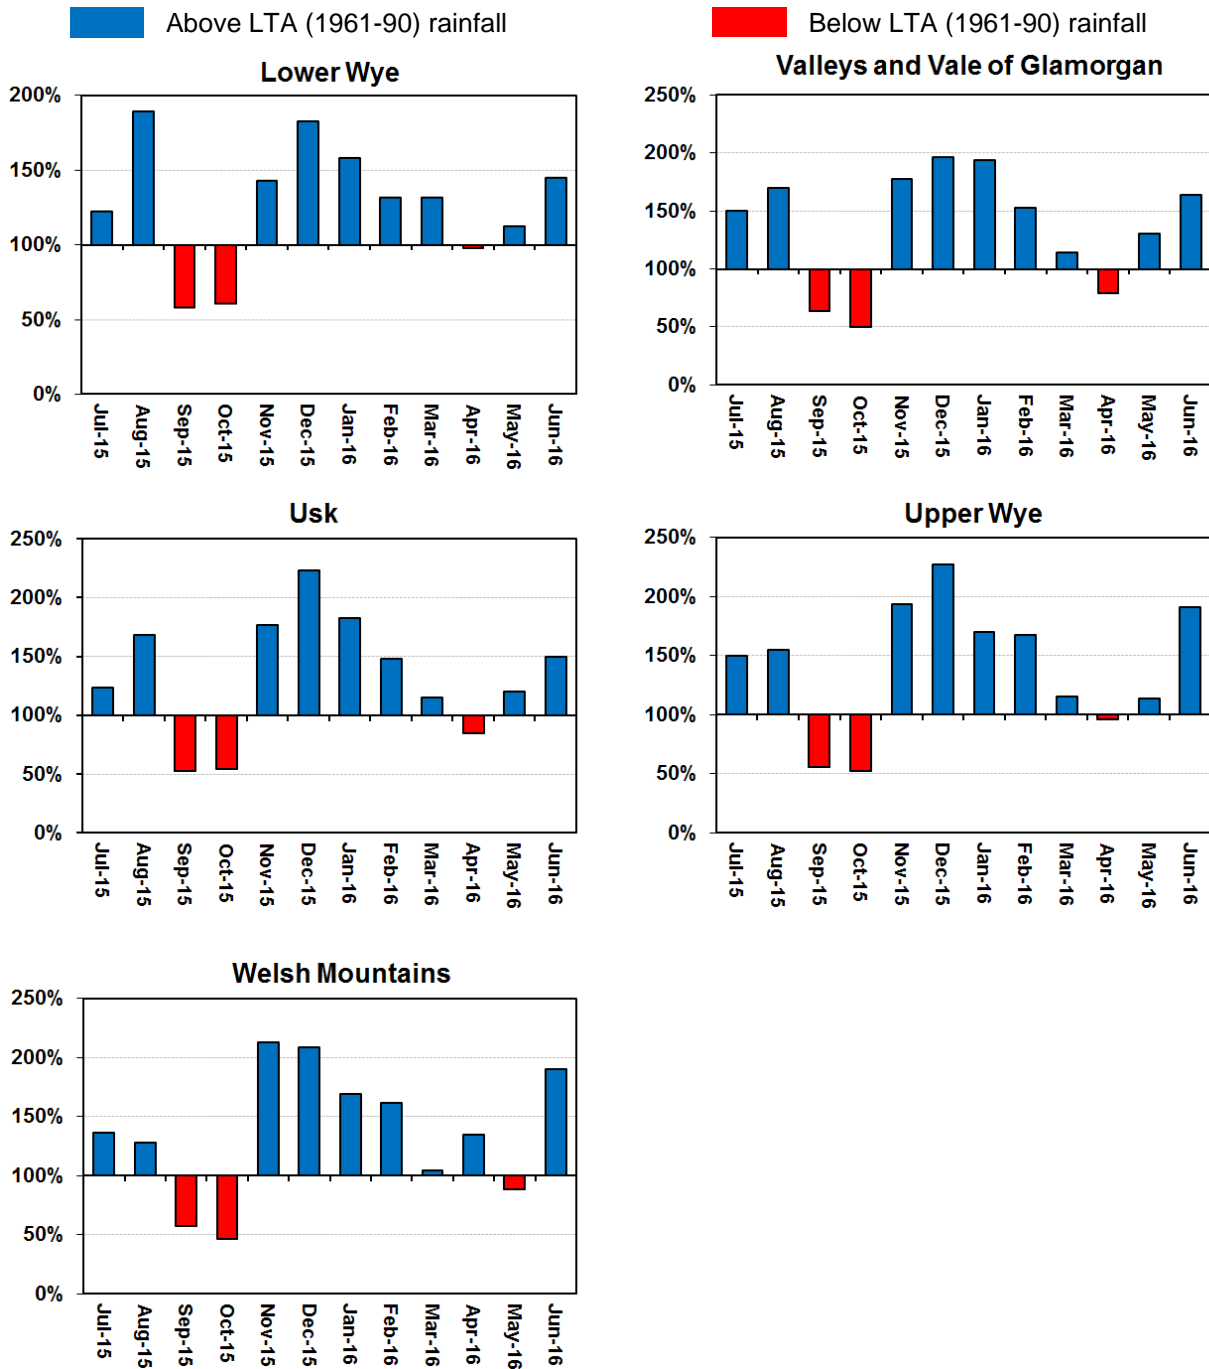 Above LTA (1961-90) rainfall
Below LTA (1961-90) rainfall
Lower Wye
200%
150%
100%
50%
0%
Jul-15
Aug-15
Sep-15
Oct-15
Nov-15
Dec-15
Jan-16
Feb-16
Mar-16
Apr-16
May-16
Jun-16
Valleys and Vale of Glamorgan
250%
200%
150%
100%
50%
0%
Jul-15
Aug-15
Sep-15
Oct-15
Nov-15
Dec-15
Jan-16
Feb-16
Mar-16
Apr-16
May-16
Jun-16
Usk
250%
200%
150%
100%
50%
0%
Jul-15
Aug-15
Sep-15
Oct-15
Nov-15
Dec-15
Jan-16
Feb-16
Mar-16
Apr-16
May-16
Jun-16
Upper Wye
250%
200%
150%
100%
50%
0%
Jul-15
Aug-15
Sep-15
Oct-15
Nov-15
Dec-15
Jan-16
Feb-16
Mar-16
Apr-16
May-16
Jun-16
Welsh Mountains
250%
200%
150%
100%
50%
0%
Jul-15
Aug-15
Sep-15
Oct-15
Nov-15
Dec-15
Jan-16
Feb-16
Mar-16
Apr-16
May-16
Jun-16